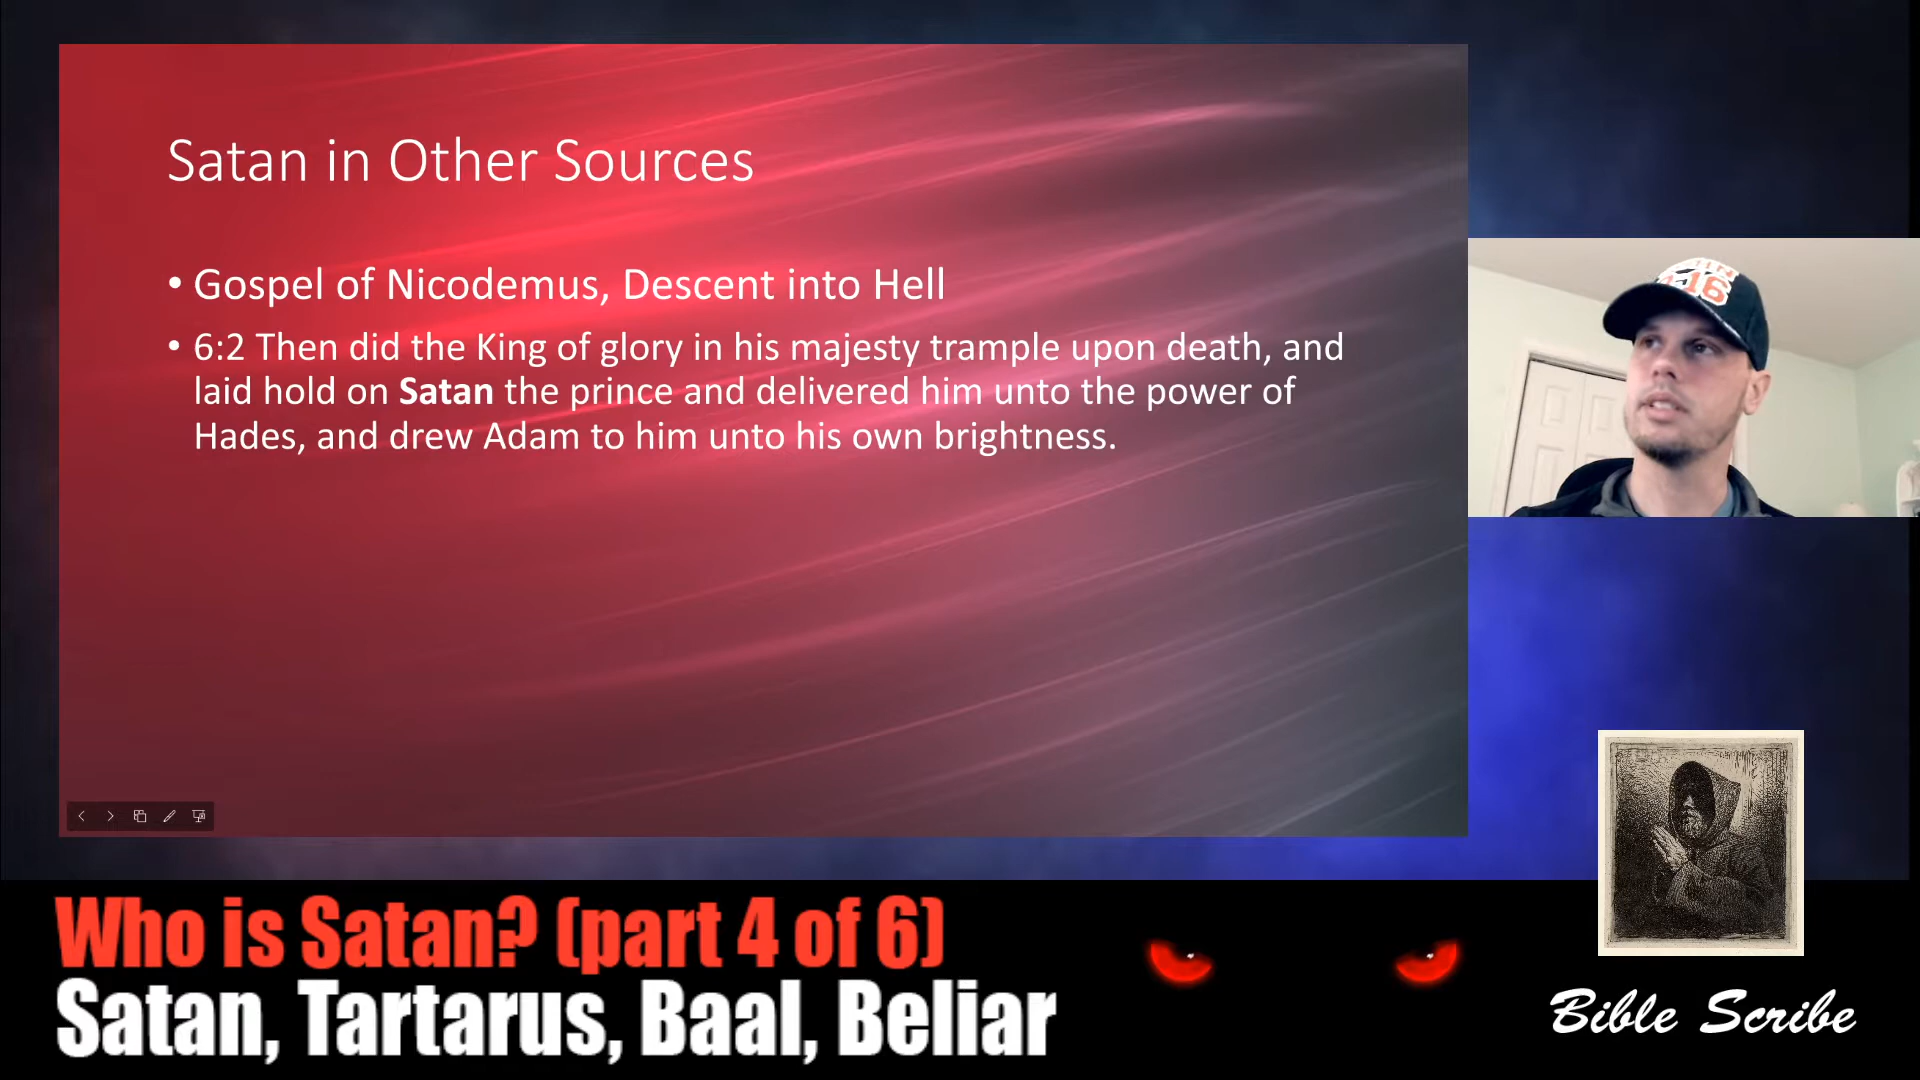 Satan in Other Sources
• Gospel of Nicodemus, Descent into Hell
• 6:2 Then did the King of glory in his majesty trample upon death, and
laid hold on Satan the prince and delivered him unto the power of
Hades, and drew Adam to him unto his own brightness.
Who is Satan? (part 4 of 6)
Satan, Tartarus, Baal, Beliar
Bible Scribe